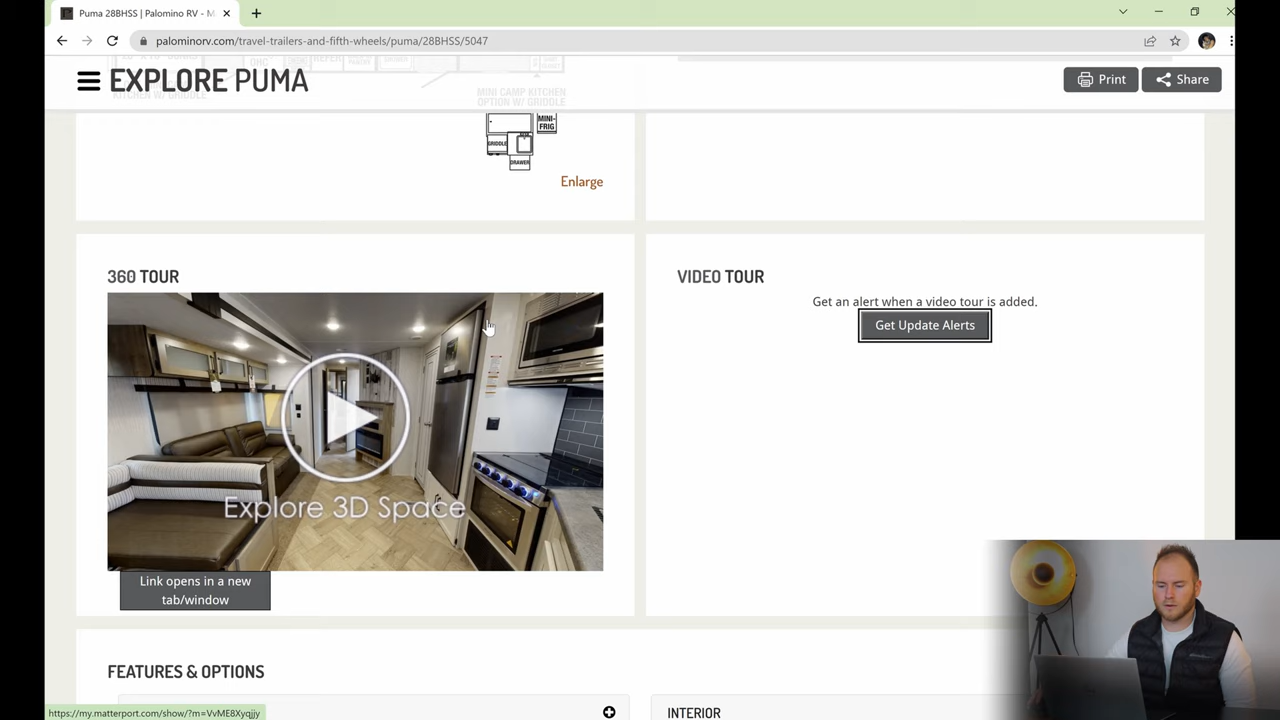 Puma 28BHSS | Palomino RV - M
palominorv.com/travel-trailers-and-fifth-wheels/puma/28BHSS/5047
EXPLORE PUMA
Print
Share
MINI CAMP KITCHEN
OPTION W/ GRIDDLE
MINI-
FRIG
GRIDDLE
DRAWER
Enlarge
360 TOUR
VIDEO TOUR
Get an alert when a video tour is added.
Get Update Alerts
Explore 3D Space
Link opens in a new
tab/window
FEATURES & OPTIONS
INTERIOR
https://my.matterport.com/show/?m=VvME8Xyqjjy